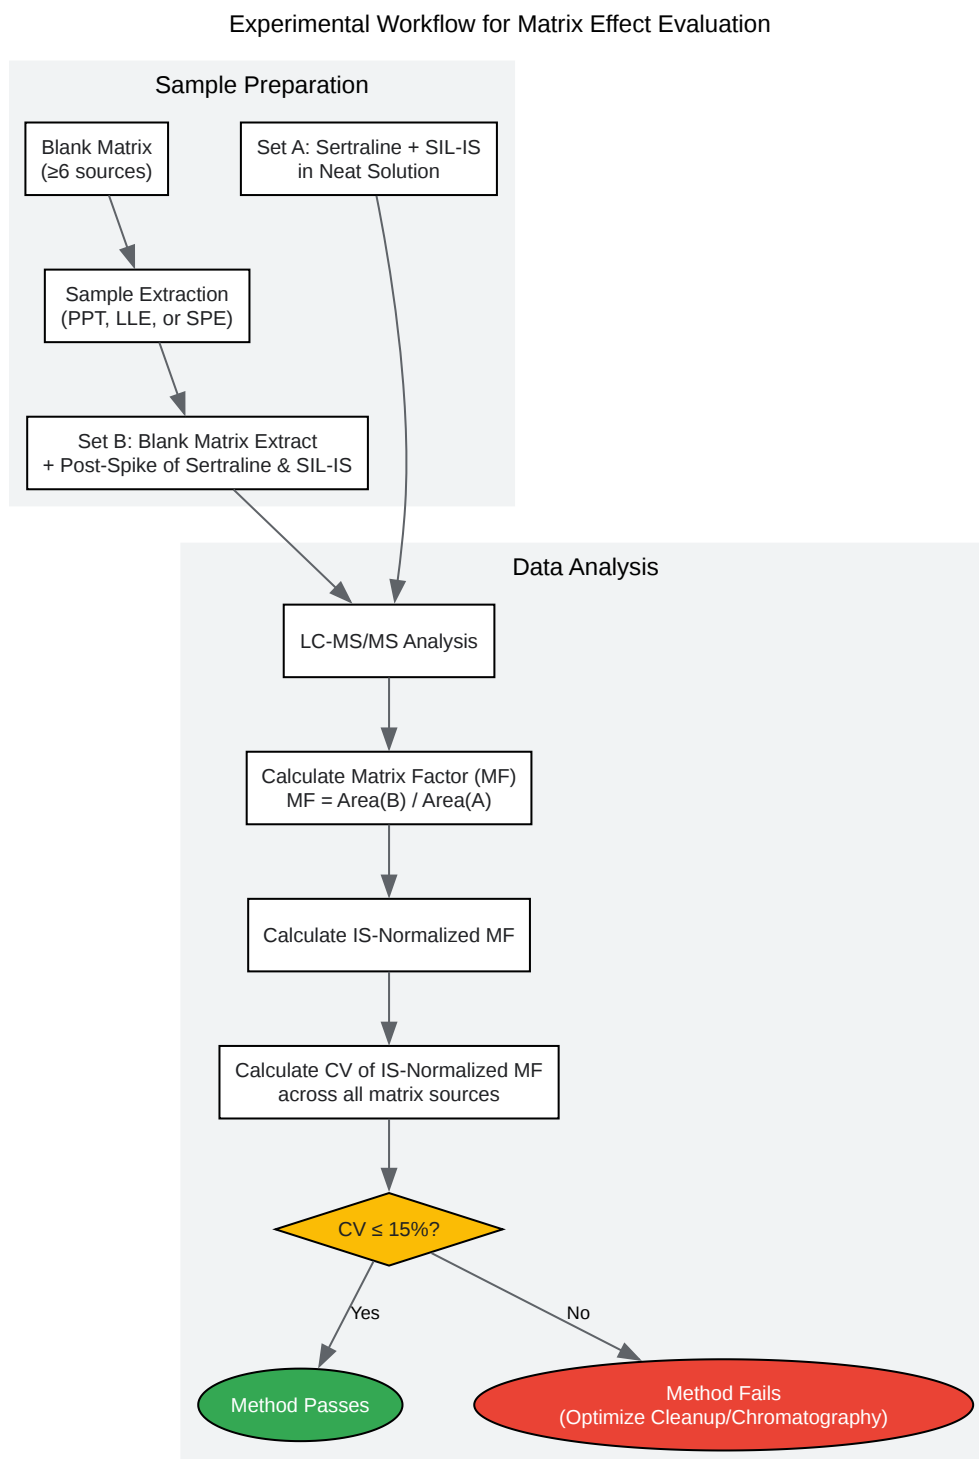 Experimental Workflow for Matrix Effect Evaluation
Sample Preparation
Blank Matrix
(≥6 sources)
Set A: Sertraline + SIL-IS
in Neat Solution
Sample Extraction
(PPT, LLE, or SPE)
Set B: Blank Matrix Extract
+ Post-Spike of Sertraline & SIL-IS
Data Analysis
LC-MS/MS Analysis
Calculate Matrix Factor (MF)
MF = Area(B) / Area(A)
Calculate IS-Normalized MF
Calculate CV of IS-Normalized MF
across all matrix sources
CV ≤ 15%?
Yes
No
Method Passes
Method Fails
(Optimize Cleanup/Chromatography)